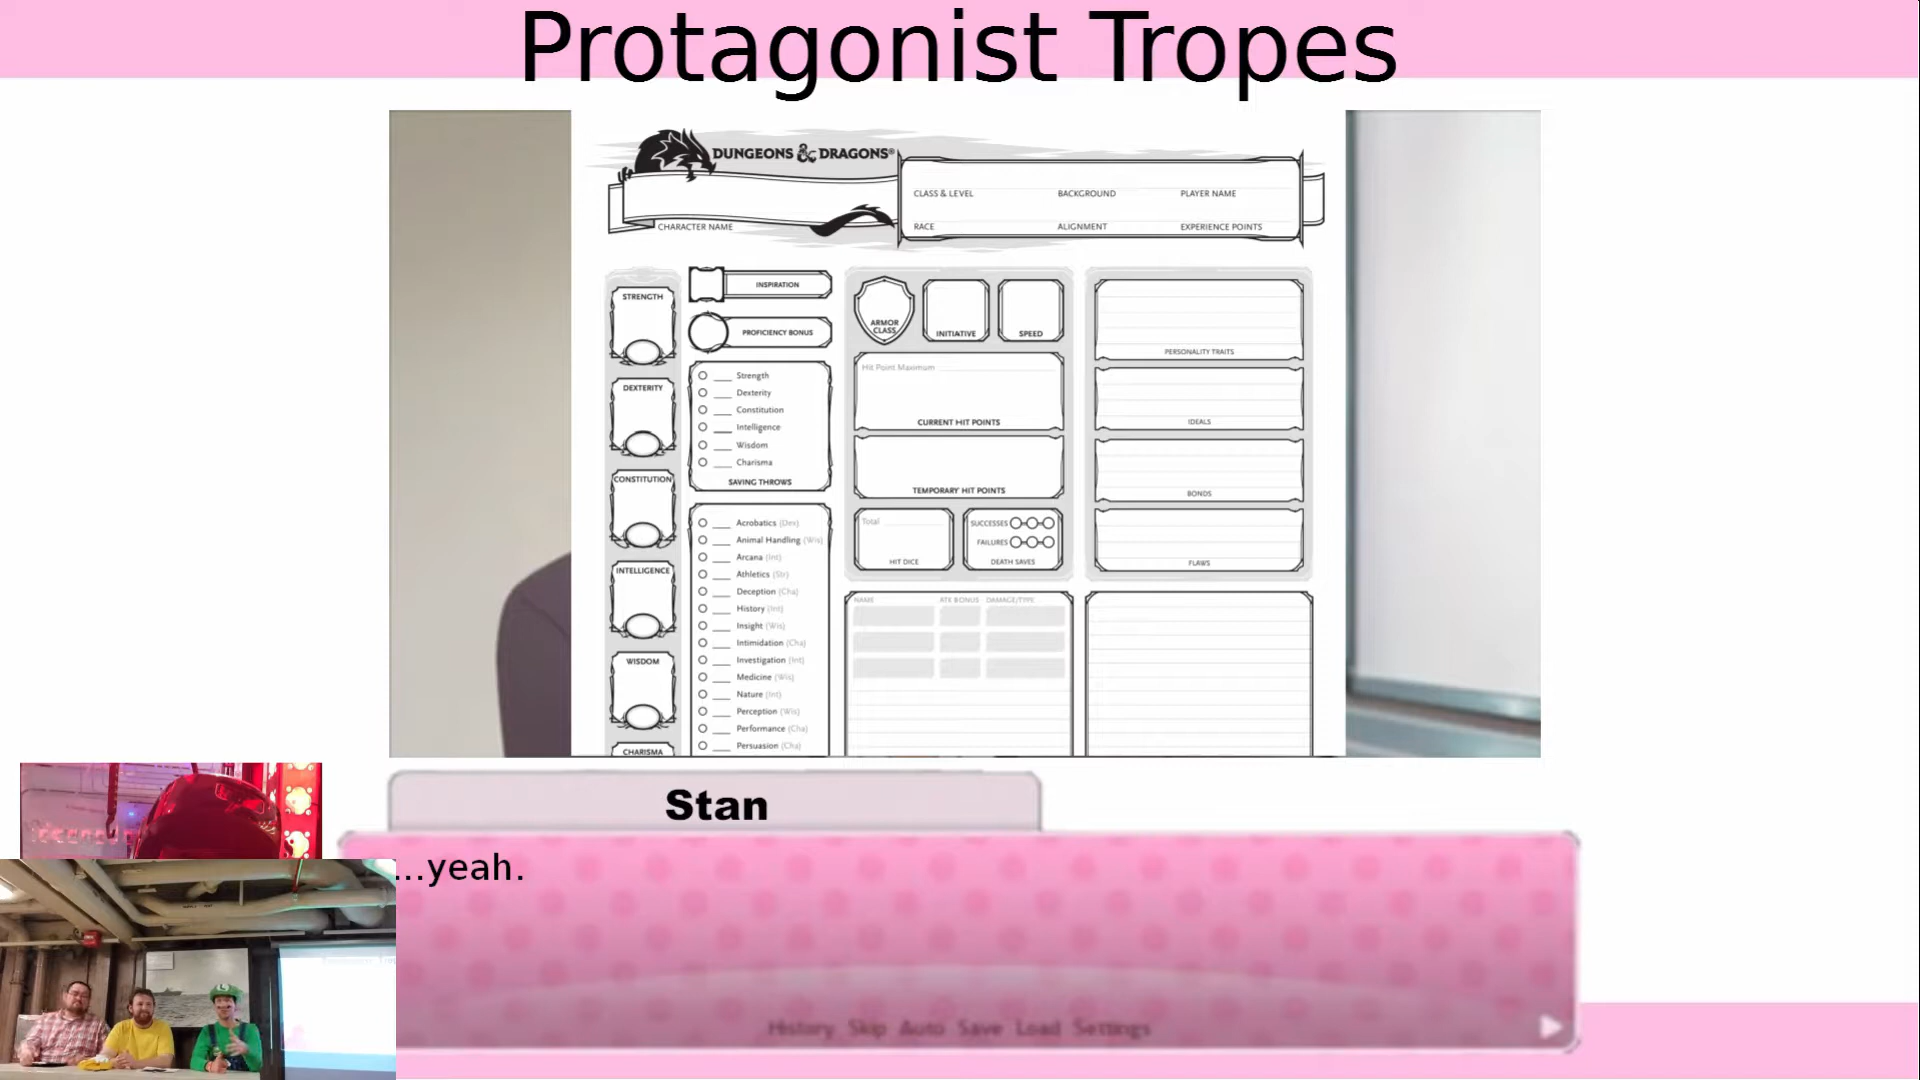 Protagonist Tropes
DUNGEONS & DRAGONS®
CLASS & LEVEL BACKGROUND PLAYER NAME
CHARACTER NAME
RACE ALIGNMENT EXPERIENCE POINTS
STRENGTH
DEXTERITY
CONSTITUTION
INTELLIGENCE
WISDOM
CHARISMA
INSPIRATION
PROFICIENCY BONUS
Strength
Dexterity
Constitution
Intelligence
Wisdom
Charisma
SAVING THROWS
Acrobatics (Dex)
Animal Handling (Wis)
Arcana (Int)
Athletics (Str)
Deception (Cha)
History (Int)
Insight (Wis)
Intimidation (Cha)
Investigation (Int)
Medicine (Wis)
Nature (Int)
Perception (Wis)
Performance (Cha)
Persuasion (Cha)
ARMOR
CLASS
INITIATIVE
SPEED
Hit Point Maximum
CURRENT HIT POINTS
TEMPORARY HIT POINTS
Total
HIT DICE
SUCCESSES
FAILURES
DEATH SAVES
NAME ATK BONUS DAMAGE/TYPE
PERSONALITY TRAITS
IDEALS
BONDS
FLAWS
Stan
...yeah.
History Skip Auto Save Load Settings
L